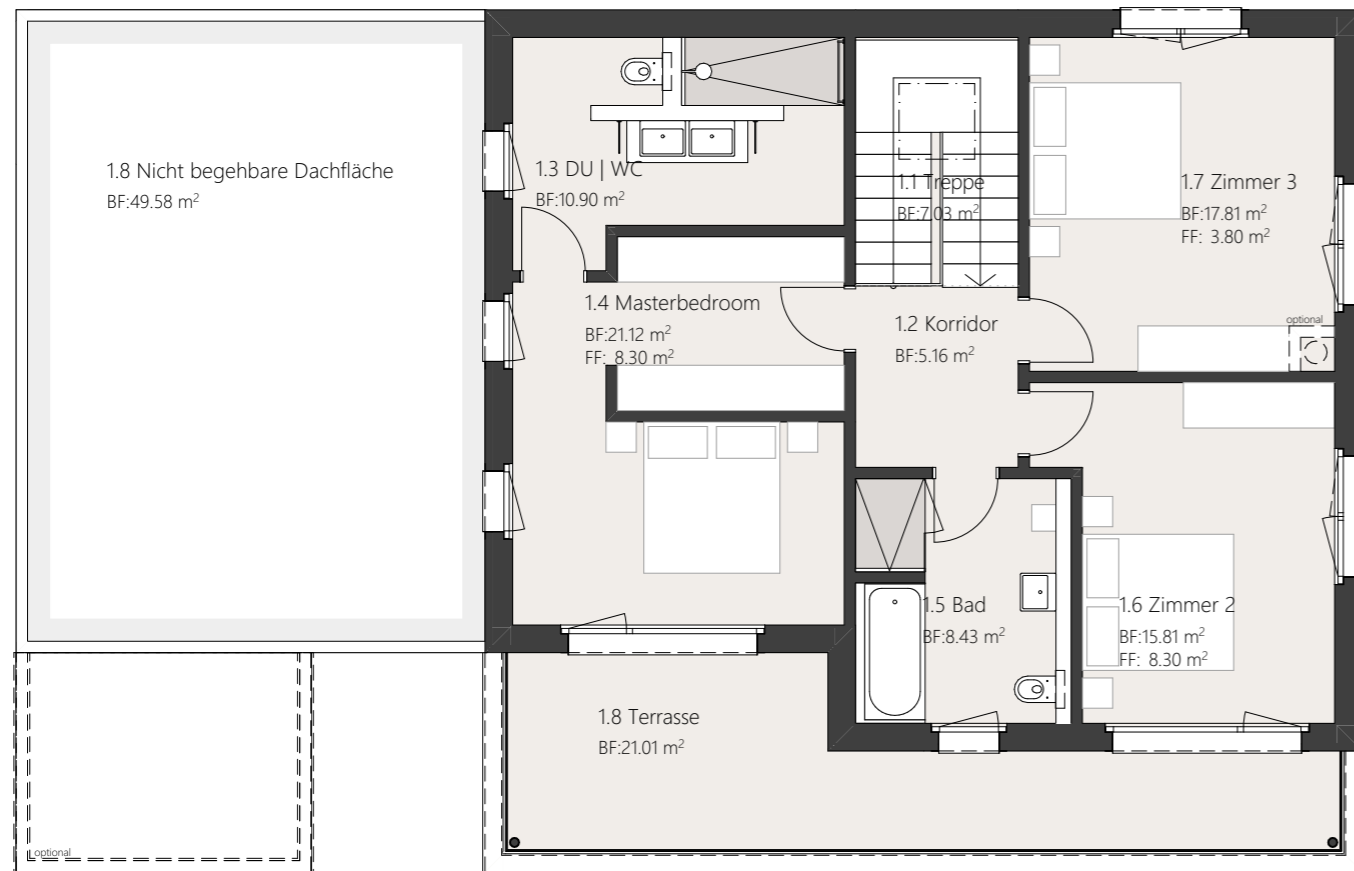 1.8 Nicht begehbare Dachfläche
BF:49.58 m²
1.3 DU | WC
BF:10.90 m²
1.1 Treppe
BF:7.03 m²
1.7 Zimmer 3
BF:17.81 m²
FF: 3.80 m²
optional
1.4 Masterbedroom
BF:21.12 m²
FF: 8.30 m²
1.2 Korridor
BF:5.16 m²
1.5 Bad
BF:8.43 m²
1.6 Zimmer 2
BF:15.81 m²
FF: 8.30 m²
1.8 Terrasse
BF:21.01 m²
optional